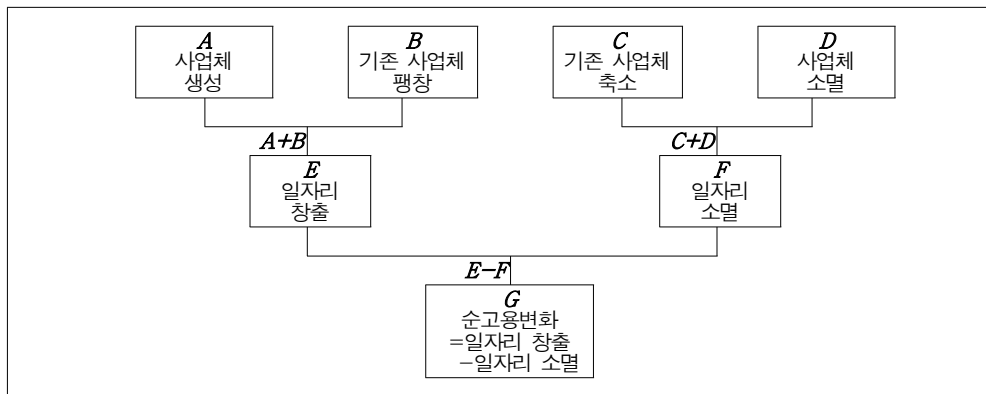 A
사업체
생성
B
기존 사업체
팽창
C
기존 사업체
축소
D
사업체
소멸
A+B
C+D
E
일자리
창출
F
일자리
소멸
E-F
G
순고용변화
=일자리 창출
-일자리 소멸